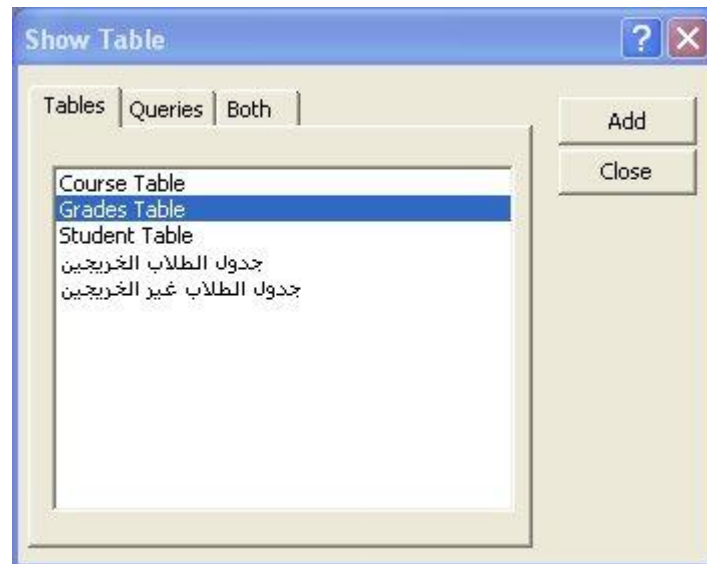 Show Table
Tables Queries Both
Add
Close
Course Table
Grades Table
Student Table
جدول الطلاب الخريجين
جدول الطلاب غير الخريجين